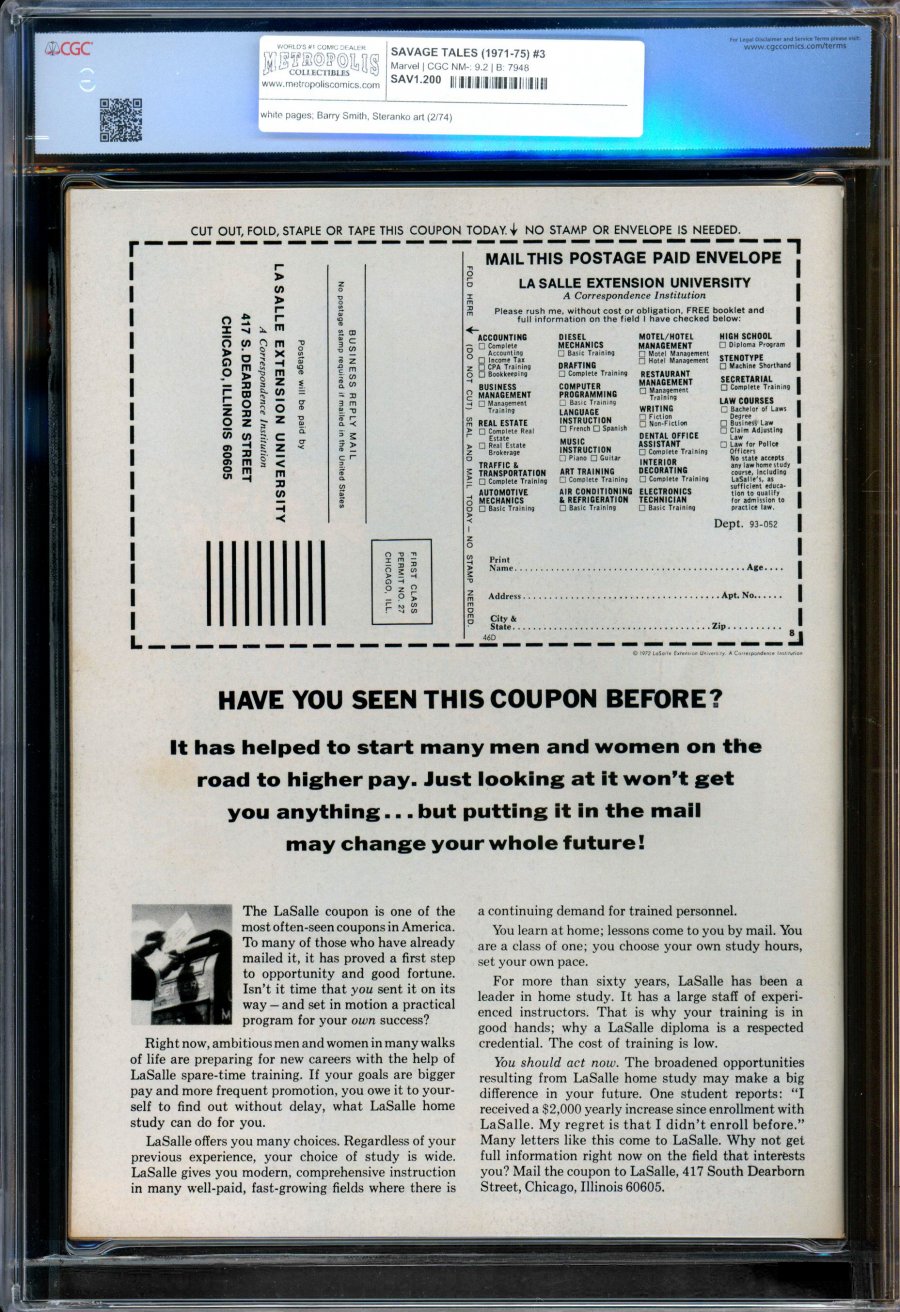 CGC
For Legal Disclaimer and Service Terms please visit:
www.cgccomics.com/terms
WORLD'S #1 COMIC DEALER
METROPOLIS
COLLECTIBLES
www.metropoliscomics.com
SAVAGE TALES (1971-75) #3
Marvel | CGC NM-: 9.2 | B: 7948
SAV1.200
white pages; Barry Smith, Steranko art (2/74)
CUT OUT, FOLD, STAPLE OR TAPE THIS COUPON TODAY. ↓ NO STAMP OR ENVELOPE IS NEEDED.
BUSINESS REPLY MAIL
No postage stamp required if mailed in the United States
Postage will be paid by
LA SALLE EXTENSION UNIVERSITY
A Correspondence Institution
417 S. DEARBORN STREET
CHICAGO, ILLINOIS 60605
FIRST CLASS
PERMIT NO. 27
CHICAGO, ILL.
FOLD HERE ↓ (DO NOT CUT) SEAL AND MAIL TODAY – NO STAMP NEEDED.
MAIL THIS POSTAGE PAID ENVELOPE
LA SALLE EXTENSION UNIVERSITY
A Correspondence Institution
Please rush me, without cost or obligation, FREE booklet and
full information on the field I have checked below:
ACCOUNTING
☐ Complete
Accounting
☐ Income Tax
☐ CPA Training
☐ Bookkeeping
BUSINESS
MANAGEMENT
☐ Management
Training
REAL ESTATE
☐ Complete Real
Estate
☐ Real Estate
Brokerage
TRAFFIC &
TRANSPORTATION
☐ Complete Training
AUTOMOTIVE
MECHANICS
☐ Basic Training
DIESEL
MECHANICS
☐ Basic Training
DRAFTING
☐ Complete Training
COMPUTER
PROGRAMMING
☐ Basic Training
LANGUAGE
INSTRUCTION
☐ French ☐ Spanish
MUSIC
INSTRUCTION
☐ Piano ☐ Guitar
ART TRAINING
☐ Complete Training
AIR CONDITIONING
& REFRIGERATION
☐ Basic Training
MOTEL/HOTEL
MANAGEMENT
☐ Motel Management
☐ Hotel Management
RESTAURANT
MANAGEMENT
☐ Management
Training
WRITING
☐ Fiction
☐ Non-Fiction
DENTAL OFFICE
ASSISTANT
☐ Complete Training
INTERIOR
DECORATING
☐ Complete Training
ELECTRONICS
TECHNICIAN
☐ Basic Training
HIGH SCHOOL
☐ Diploma Program
STENOTYPE
☐ Machine Shorthand
SECRETARIAL
☐ Complete Training
LAW COURSES
☐ Bachelor of Laws
Degree
☐ Business Law
☐ Claim Adjusting
Law
☐ Law for Police
Officers
No state accepts
any law home study
course, including
LaSalle's, as
sufficient educa-
tion to qualify
for admission to
practice law.
Dept. 93-052
Print
Name.......... Age....
Address.......... Apt. No......
City &
State.......... Zip..........
46D
8
© 1972 LaSalle Extension University, A Correspondence Institution
HAVE YOU SEEN THIS COUPON BEFORE?
It has helped to start many men and women on the
road to higher pay. Just looking at it won't get
you anything...but putting it in the mail
may change your whole future!
The LaSalle coupon is one of the
most often-seen coupons in America.
To many of those who have already
mailed it, it has proved a first step
to opportunity and good fortune.
Isn't it time that you sent it on its
way – and set in motion a practical
program for your own success?
Right now, ambitious men and women in many walks
of life are preparing for new careers with the help of
LaSalle spare-time training. If your goals are bigger
pay and more frequent promotion, you owe it to your-
self to find out without delay, what LaSalle home
study can do for you.
LaSalle offers you many choices. Regardless of your
previous experience, your choice of study is wide.
LaSalle gives you modern, comprehensive instruction
in many well-paid, fast-growing fields where there is
a continuing demand for trained personnel.
You learn at home; lessons come to you by mail. You
are a class of one; you choose your own study hours,
set your own pace.
For more than sixty years, LaSalle has been a
leader in home study. It has a large staff of experi-
enced instructors. That is why your training is in
good hands; why a LaSalle diploma is a respected
credential. The cost of training is low.
You should act now. The broadened opportunities
resulting from LaSalle home study may make a big
difference in your future. One student reports: "I
received a $2,000 yearly increase since enrollment with
LaSalle. My regret is that I didn't enroll before."
Many letters like this come to LaSalle. Why not get
full information right now on the field that interests
you? Mail the coupon to LaSalle, 417 South Dearborn
Street, Chicago, Illinois 60605.